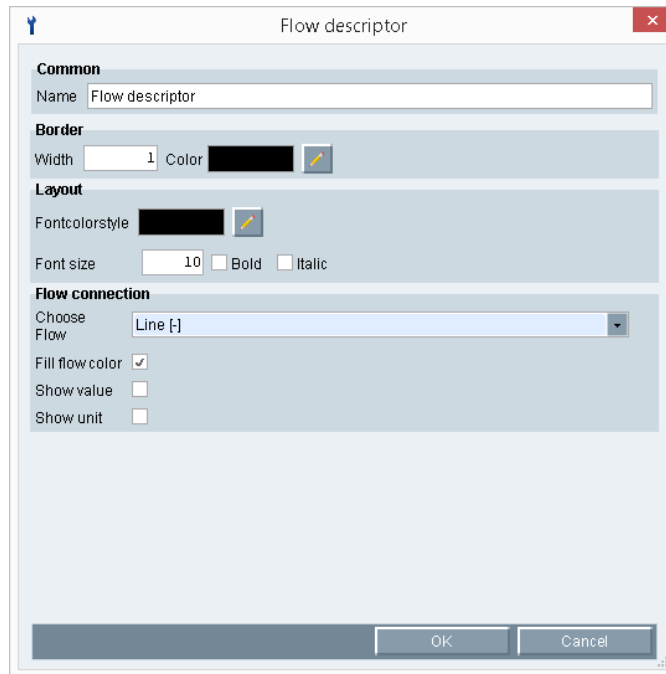 Flow descriptor
Common
Name Flow descriptor
Border
Width 1 Color
Layout
Fontcolorstyle
Font size 10 Bold Italic
Flow connection
Choose
Flow
Line [-]
Fill flow color
Show value
Show unit
OK Cancel